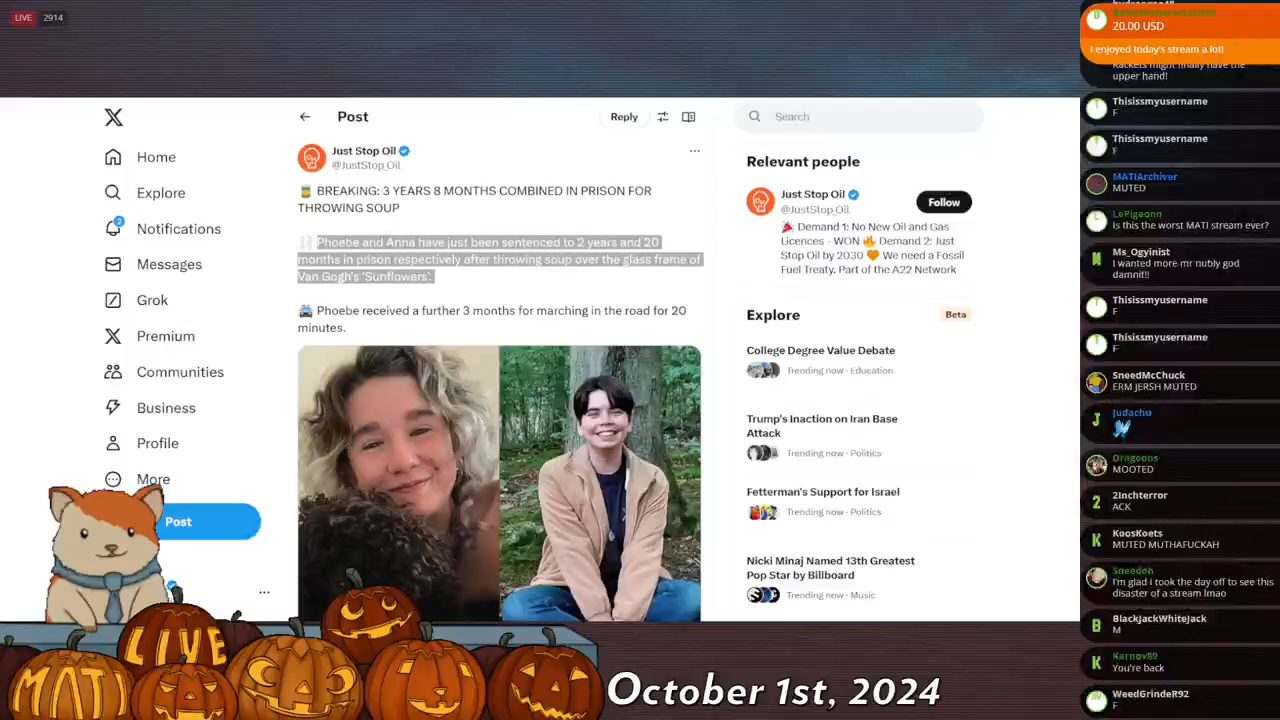 LIVE 2914
Post
Reply
Search
Home
Explore
2
Notifications
Messages
Grok
Premium
Communities
Business
Profile
More
Post
Just Stop Oil
@JustStop_Oil
BREAKING: 3 YEARS 8 MONTHS COMBINED IN PRISON FOR
THROWING SOUP
Phoebe and Anna have just been sentenced to 2 years and 20
months in prison respectively after throwing soup over the glass frame of
Van Gogh's 'Sunflowers'.
Phoebe received a further 3 months for marching in the road for 20
minutes.
Relevant people
Just Stop Oil
@JustStop_Oil
Follow
Demand 1: No New Oil and Gas
Licences - WON Demand 2: Just
Stop Oil by 2030 We need a Fossil
Fuel Treaty. Part of the A22 Network
Explore
Beta
College Degree Value Debate
Trending now · Education
Trump's Inaction on Iran Base
Attack
Trending now · Politics
Fetterman's Support for Israel
Trending now · Politics
Nicki Minaj Named 13th Greatest
Pop Star by Billboard
Trending now · Music
20.00 USD
I enjoyed today's stream a lot!
Rackets might finally have the
upper hand!
Thisissmyusername
F
Thisissmyusername
F
MATIArchiver
MUTED
LePigeonn
Is this the worst MATI stream ever?
Ms_Ogyinist
I wanted more mr nubly god
damnit!!
Thisissmyusername
F
Thisissmyusername
F
SneedMcChuck
ERM JERSH MUTED
Judachu
Oragoons
MOOTED
2Inchterror
ACK
KoosKoets
MUTED MUTHAFUCKAH
Sneedoh
I'm glad i took the day off to see this
disaster of a stream lmao
BlackjackWhiteJack
M
Karnov89
You're back
WeedGrindeR92
F
LIVE
MATI
October 1st, 2024